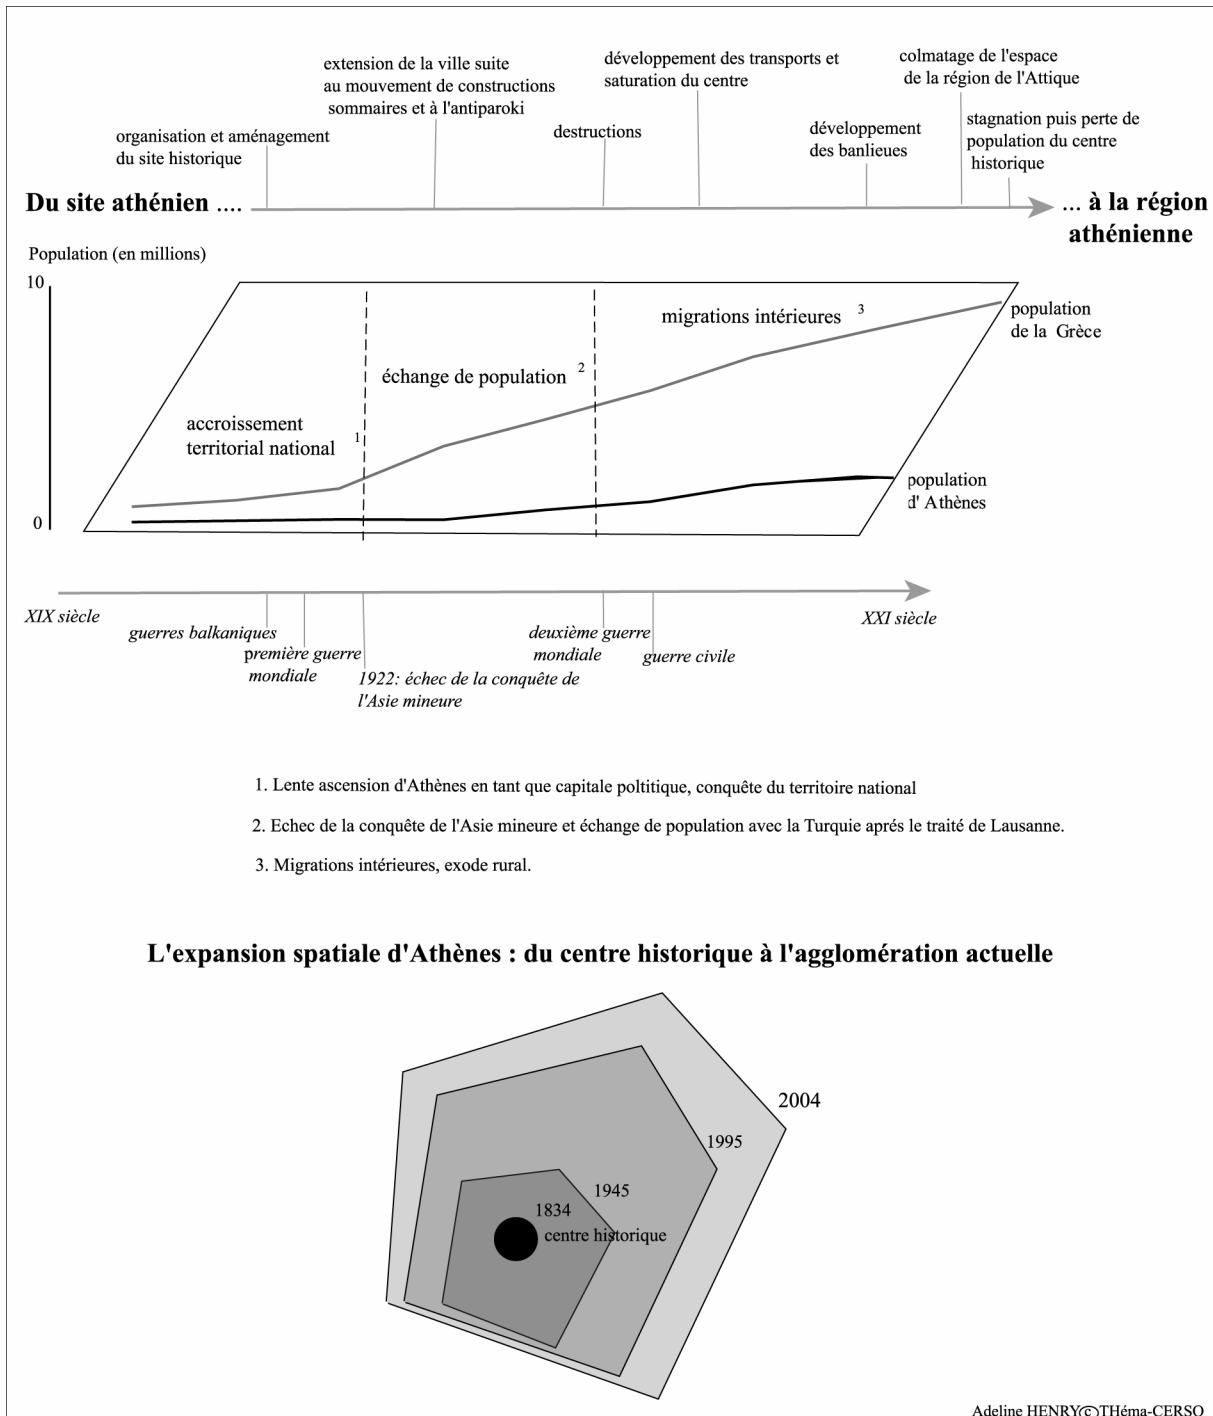 extension de la ville suite
au mouvement de constructions
sommaires et à l'antiparoki
développement des transports et
saturation du centre
colmatage de l'espace
de la région de l'Attique
organisation et aménagement
du site historique
destructions
développement
des banlieues
stagnation puis perte de
population du centre
historique
Du site athénien ....
... à la région
athénienne
Population (en millions)
10
0
accroissement
territorial national 1
échange de population 2
migrations intérieures 3
population
de la Grèce
population
d' Athènes
XIX siècle
XXI siècle
guerres balkaniques
première guerre
mondiale
1922: échec de la conquête de
l'Asie mineure
deuxième guerre
mondiale
guerre civile
1. Lente ascension d'Athènes en tant que capitale poltitique, conquête du territoire national
2. Echec de la conquête de l'Asie mineure et échange de population avec la Turquie aprés le traité de Lausanne.
3. Migrations intérieures, exode rural.
L'expansion spatiale d'Athènes : du centre historique à l'agglomération actuelle
2004
1995
1945
1834
centre historique
Adeline HENRY©THéma-CERSO